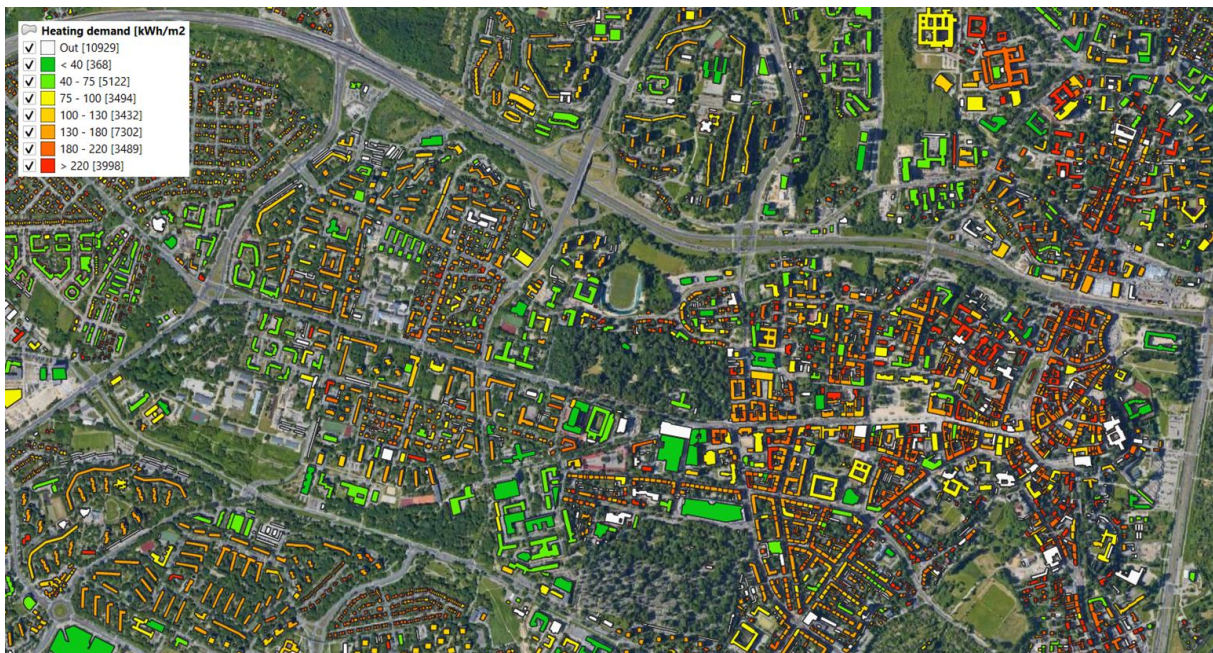 Heating demand [kWh/m2
Out [10929]
< 40 [368]
40 - 75 [5122]
75 - 100 [3494]
100 - 130 [3432]
130 - 180 [7302]
180 - 220 [3489]
> 220 [3998]